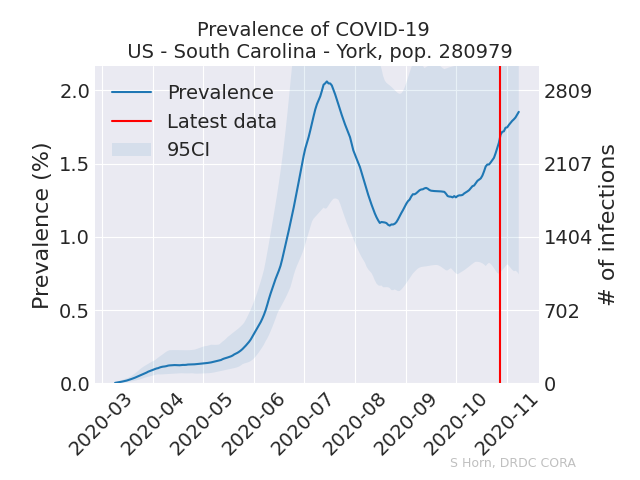 Prevalence of COVID-19
US - South Carolina - York, pop. 280979
Prevalence
Latest data
95CI
Prevalence (%)
2.0
1.5
1.0
0.5
0.0
# of infections
2809
2107
1404
702
0
2020-03
2020-04
2020-05
2020-06
2020-07
2020-08
2020-09
2020-10
2020-11
S Horn, DRDC CORA